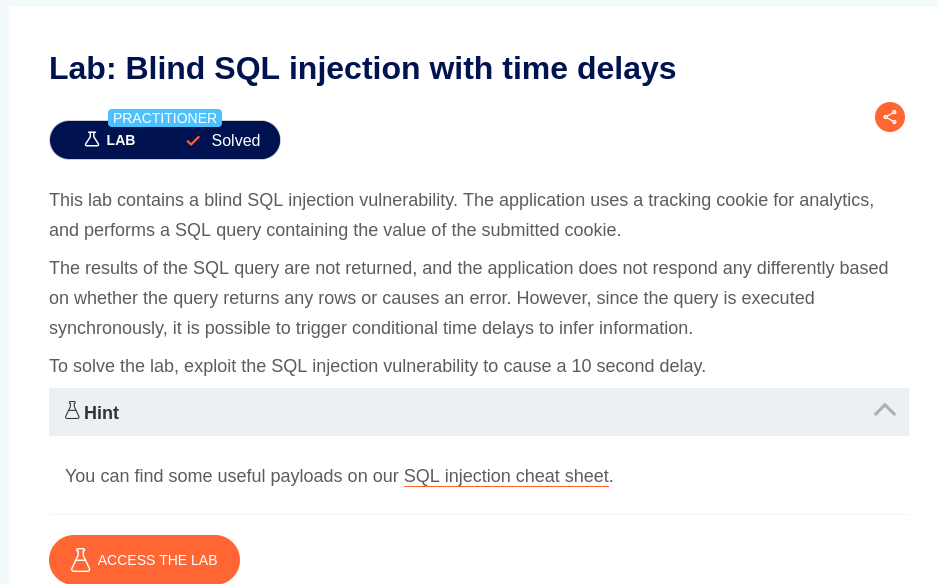 Lab: Blind SQL injection with time delays
PRACTITIONER
LAB Solved
This lab contains a blind SQL injection vulnerability. The application uses a tracking cookie for analytics,
and performs a SQL query containing the value of the submitted cookie.
The results of the SQL query are not returned, and the application does not respond any differently based
on whether the query returns any rows or causes an error. However, since the query is executed
synchronously, it is possible to trigger conditional time delays to infer information.
To solve the lab, exploit the SQL injection vulnerability to cause a 10 second delay.
Hint
You can find some useful payloads on our SQL injection cheat sheet.
ACCESS THE LAB